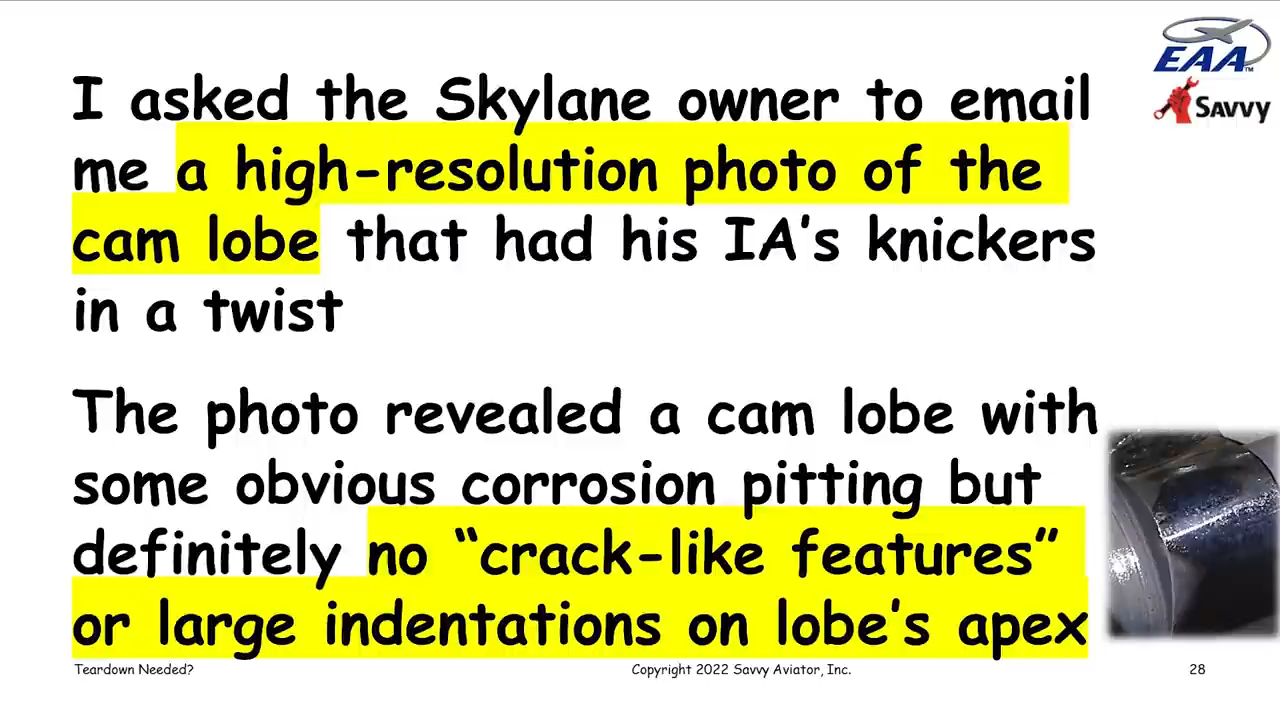 EAA™
Savvy
I asked the Skylane owner to email
me a high-resolution photo of the
cam lobe that had his IA’s knickers
in a twist
The photo revealed a cam lobe with
some obvious corrosion pitting but
definitely no “crack-like features”
or large indentations on lobe’s apex
Teardown Needed?
Copyright 2022 Savvy Aviator, Inc.
28